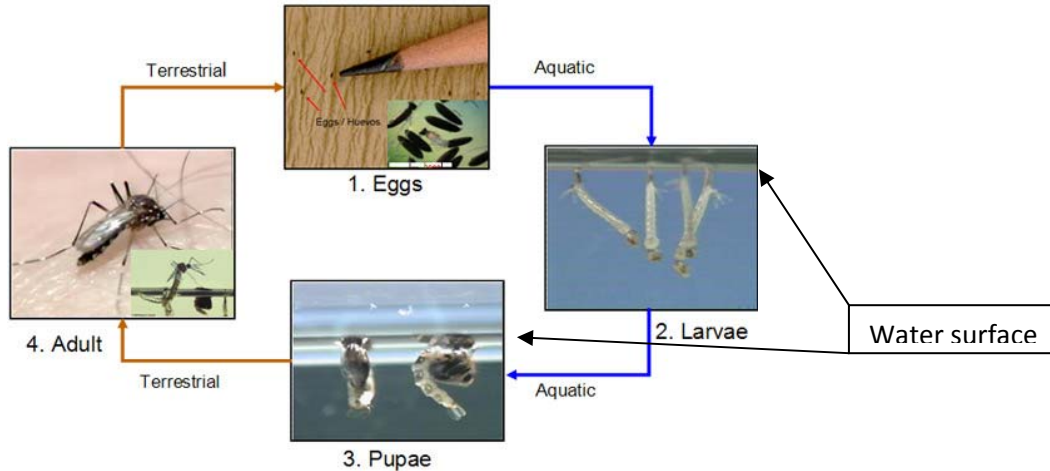 Terrestrial
Aquatic
Eggs / Huevos
1. Eggs
4. Adult
2. Larvae
Water surface
Terrestrial
Aquatic
3. Pupae